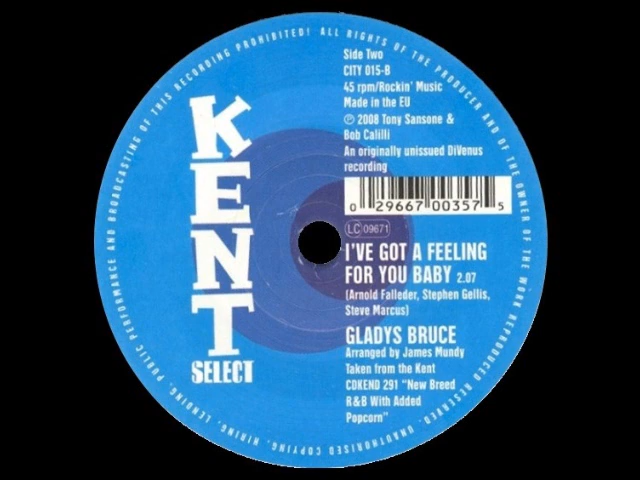 UNAUTHORISED COPYING, HIRING, LENDING, PUBLIC PERFORMANCE AND BROADCASTING OF THIS RECORDING PROHIBITED! ALL RIGHTS OF THE PRODUCER AND OF THE OWNER OF THE WORK REPRODUCED RESERVED.
KENT
SELECT
Side Two
CITY 015-B
45 rpm/Rockin' Music
Made in the EU
℗ 2008 Tony Sansone &
Bob Calilli
An originally unissued DiVenus
recording
0 29667 00357 5
LC 09671
I'VE GOT A FEELING
FOR YOU BABY 2.07
(Arnold Falleder, Stephen Gellis,
Steve Marcus)
GLADYS BRUCE
Arranged by James Mundy
Taken from the Kent
CDKEND 291 "New Breed
R&B With Added
Popcorn"